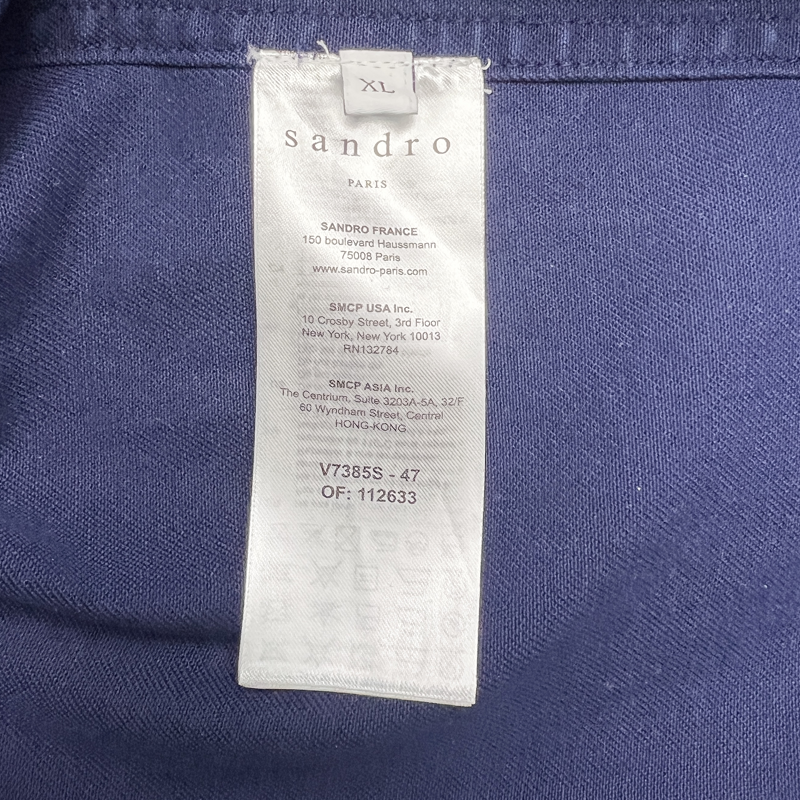 XL
sandro
PARIS
SANDRO FRANCE
150 boulevard Haussmann
75008 Paris
www.sandro-paris.com
SMCP USA Inc.
10 Crosby Street, 3rd Floor
New York, New York 10013
RN132784
SMCP ASIA Inc.
The Centrium, Suite 3203A-5A, 32/F
60 Wyndham Street, Central
HONG-KONG
V7385S - 47
OF: 112633